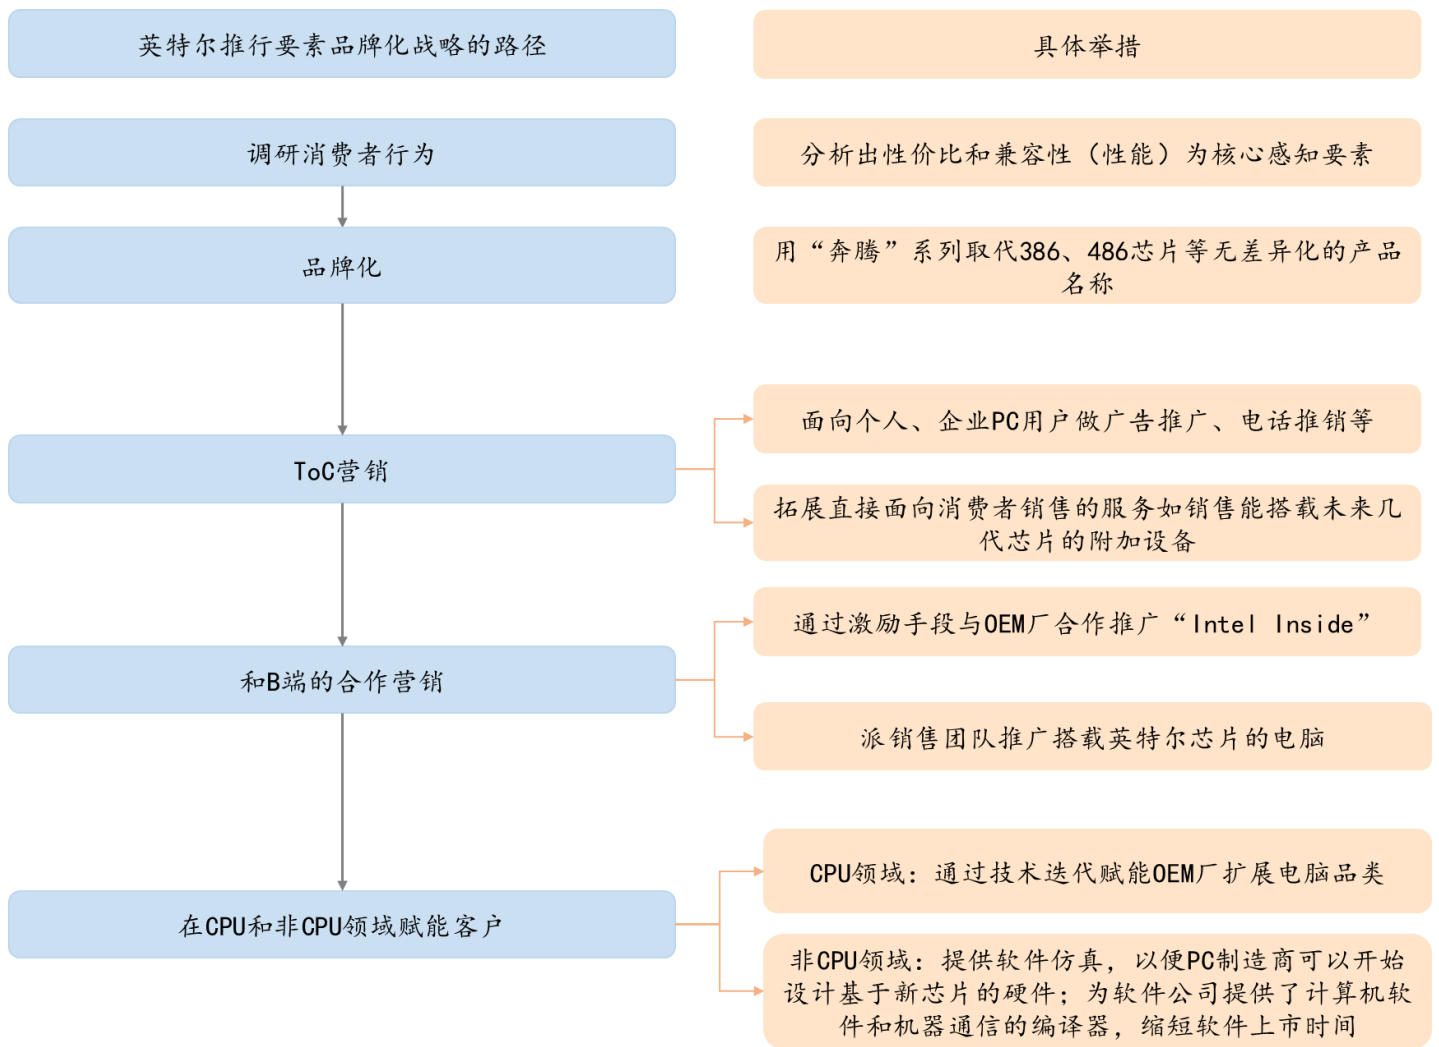 英特尔推行要素品牌化战略的路径
具体举措
调研消费者行为
分析出性价比和兼容性（性能）为核心感知要素
品牌化
用“奔腾”系列取代386、486芯片等无差异化的产品
名称
ToC营销
面向个人、企业PC用户做广告推广、电话推销等
拓展直接面向消费者销售的服务如销售能搭载未来几
代芯片的附加设备
和B端的合作营销
通过激励手段与OEM厂合作推广“Intel Inside”
派销售团队推广搭载英特尔芯片的电脑
在CPU和非CPU领域赋能客户
CPU领域：通过技术迭代赋能OEM厂扩展电脑品类
非CPU领域：提供软件仿真，以便PC制造商可以开始
设计基于新芯片的硬件；为软件公司提供了计算机软
件和机器通信的编译器，缩短软件上市时间